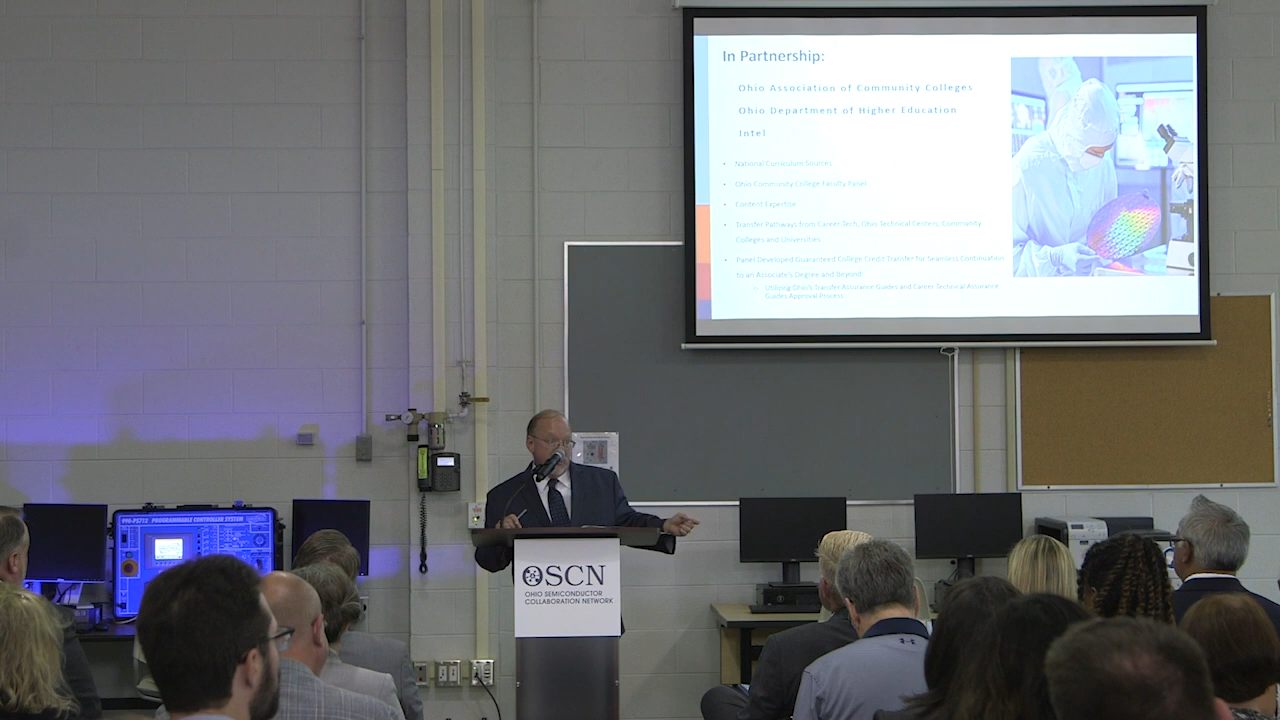 In Partnership:
Ohio Association of Community Colleges
Ohio Department of Higher Education
Intel
National Curriculum Sources
Ohio Community College Faculty Panel
Content Expertise
Transfer Pathways from Career Tech, Ohio Technical Centers, Community
Colleges and Universities
Panel Developed Guaranteed College Credit Transfer for Seamless Continuation
to an Associate's Degree and Beyond
Utilizing Ohio's Transfer Assurance Guides and Career Technical Assurance
Guides Approval Process
990-PS712 PROGRAMMABLE CONTROLLER SYSTEM
OSCN
OHIO SEMICONDUCTOR
COLLABORATION NETWORK